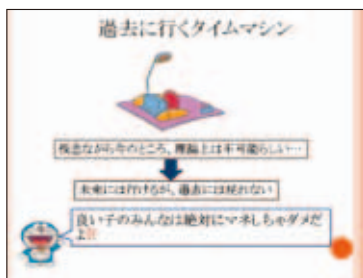 過去に行くタイムマシン
残念ながら今のところ、理論上は不可能らしい…
未来には行けるが、過去には戻れない
良い子のみんなは絶対にマネしちゃダメだ
よ!!